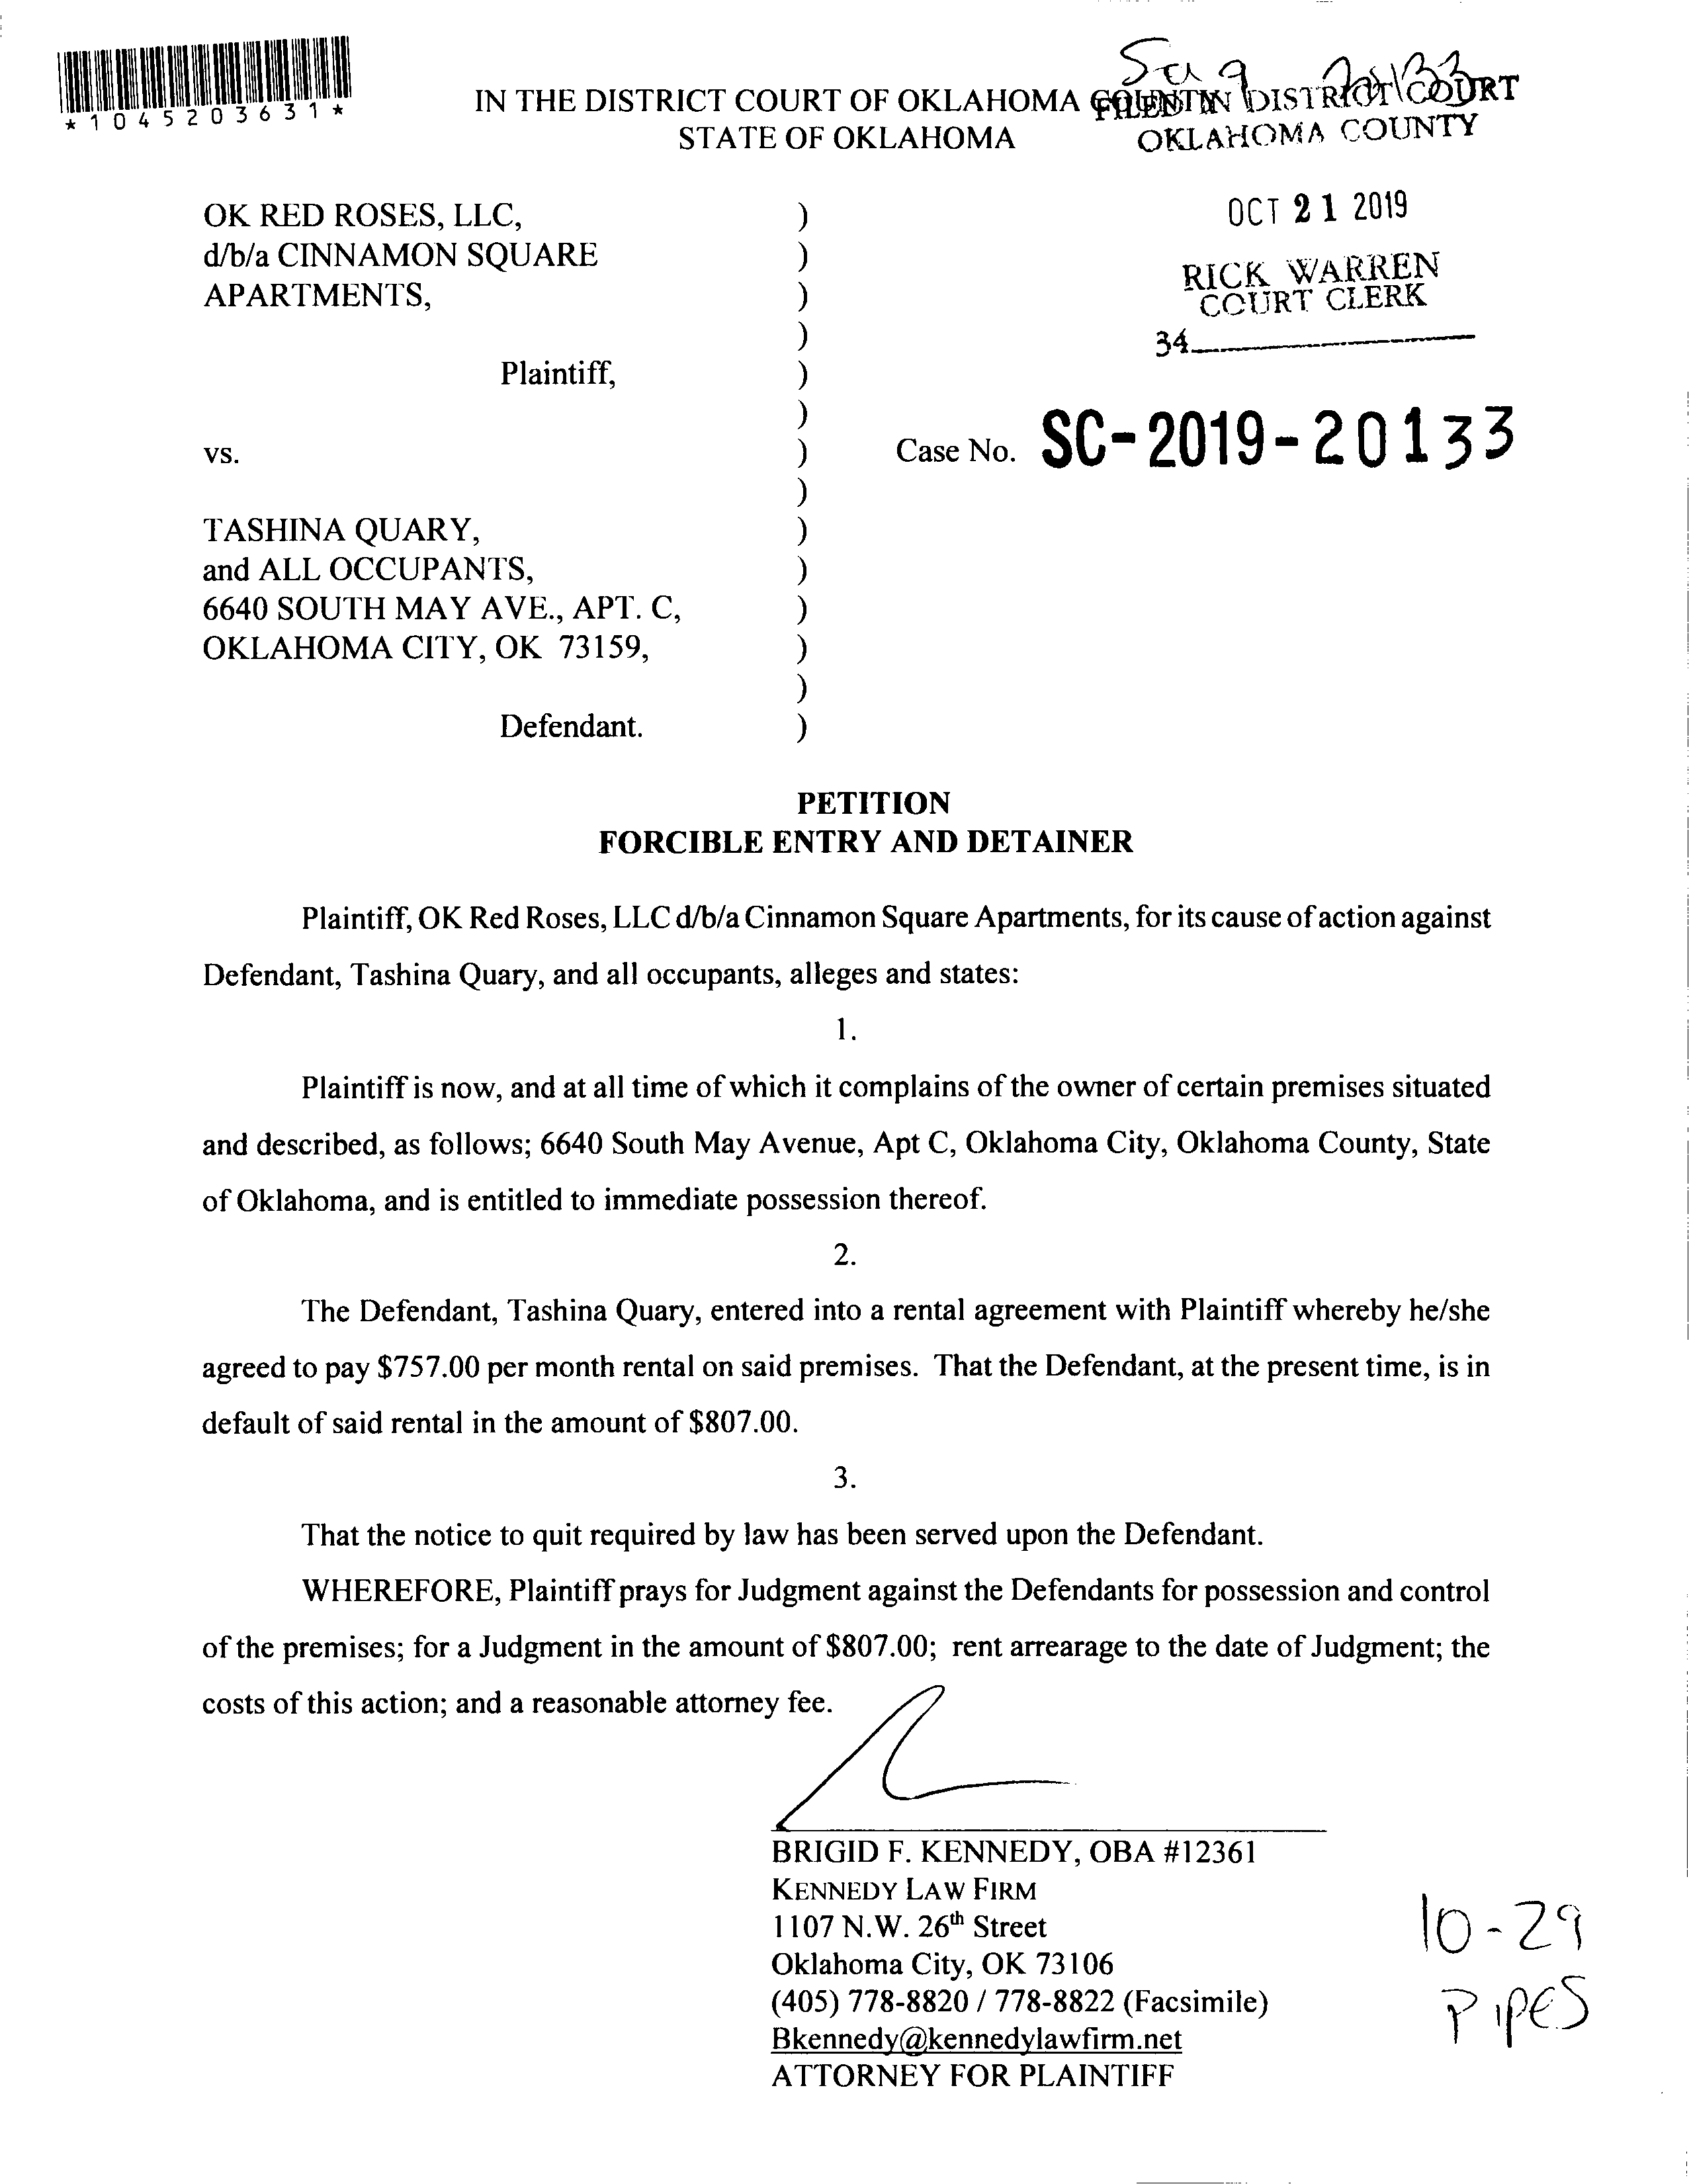 *1045203631*
IN THE DISTRICT COURT OF OKLAHOMA COUNTY
STATE OF OKLAHOMA
FILED IN DISTRICT COURT
OKLAHOMA COUNTY
OCT 21 2019
RICK WARREN
COURT CLERK
34
OK RED ROSES, LLC, )
d/b/a CINNAMON SQUARE )
APARTMENTS, )
)
Plaintiff, )
)
vs. ) Case No. SC-2019-20133
)
TASHINA QUARY, )
and ALL OCCUPANTS, )
6640 SOUTH MAY AVE., APT. C, )
OKLAHOMA CITY, OK 73159, )
)
Defendant. )
PETITION
FORCIBLE ENTRY AND DETAINER
Plaintiff, OK Red Roses, LLC d/b/a Cinnamon Square Apartments, for its cause of action against
Defendant, Tashina Quary, and all occupants, alleges and states:
1.
Plaintiff is now, and at all time of which it complains of the owner of certain premises situated
and described, as follows; 6640 South May Avenue, Apt C, Oklahoma City, Oklahoma County, State
of Oklahoma, and is entitled to immediate possession thereof.
2.
The Defendant, Tashina Quary, entered into a rental agreement with Plaintiff whereby he/she
agreed to pay $757.00 per month rental on said premises. That the Defendant, at the present time, is in
default of said rental in the amount of $807.00.
3.
That the notice to quit required by law has been served upon the Defendant.
WHEREFORE, Plaintiff prays for Judgment against the Defendants for possession and control
of the premises; for a Judgment in the amount of $807.00; rent arrearage to the date of Judgment; the
costs of this action; and a reasonable attorney fee.
BRIGID F. KENNEDY, OBA #12361
KENNEDY LAW FIRM
1107 N.W. 26th Street
Oklahoma City, OK 73106
(405) 778-8820 / 778-8822 (Facsimile)
Bkennedy@kennedylawfirm.net
ATTORNEY FOR PLAINTIFF
10-29
PIPES